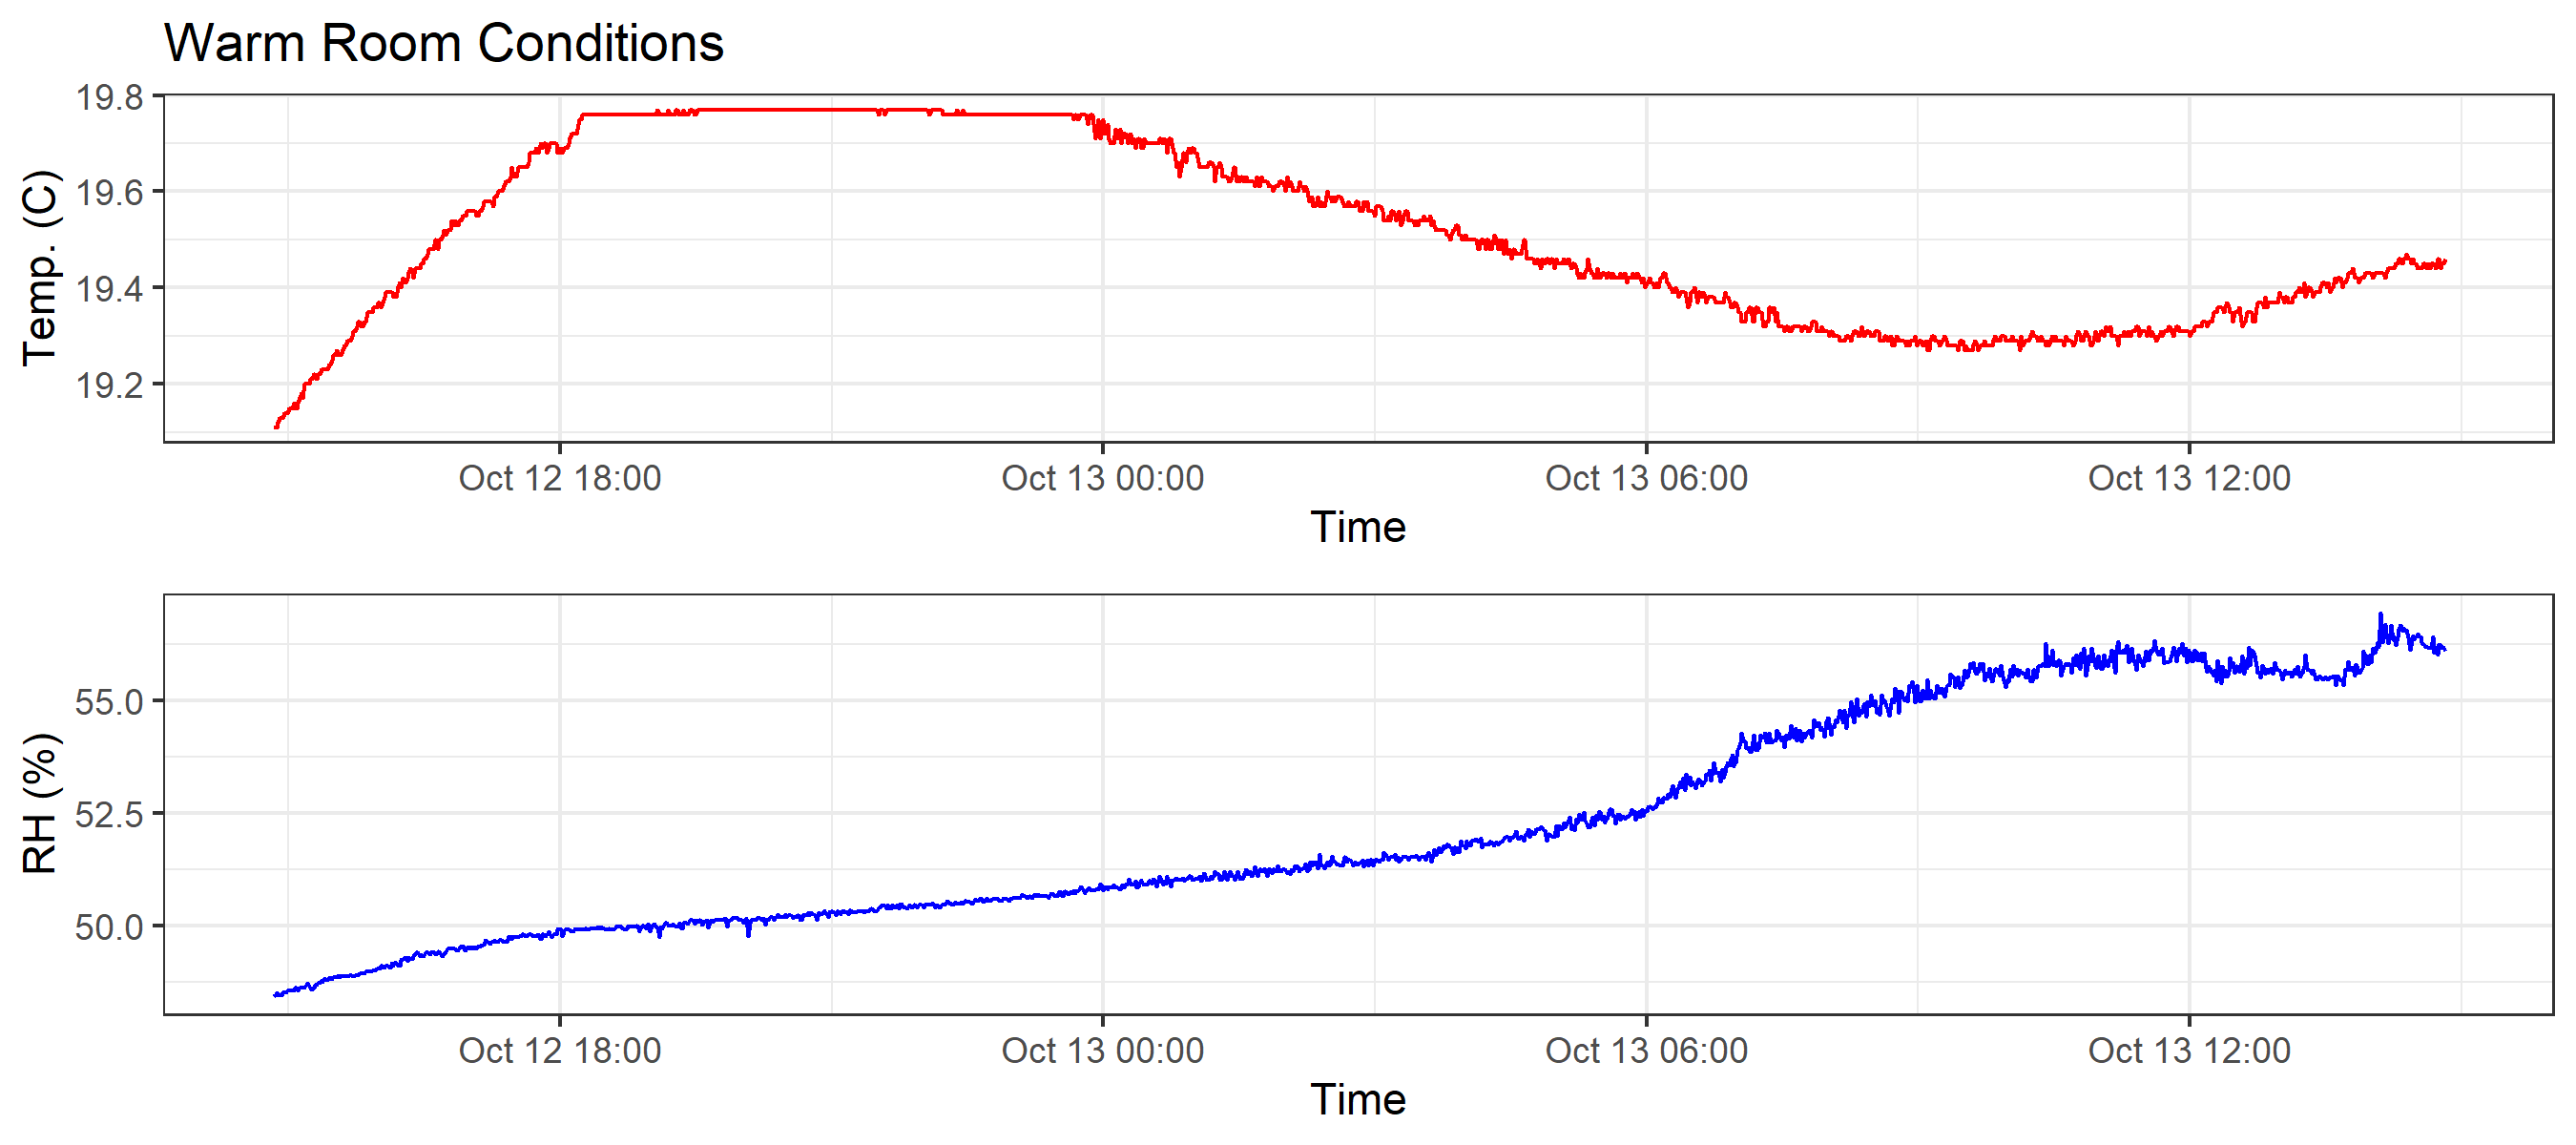 Warm Room Conditions
19.8
19.6
19.4
19.2
Temp. (C)
Oct 12 18:00 Oct 13 00:00 Oct 13 06:00 Oct 13 12:00
Time
55.0
52.5
50.0
RH (%)
Oct 12 18:00 Oct 13 00:00 Oct 13 06:00 Oct 13 12:00
Time